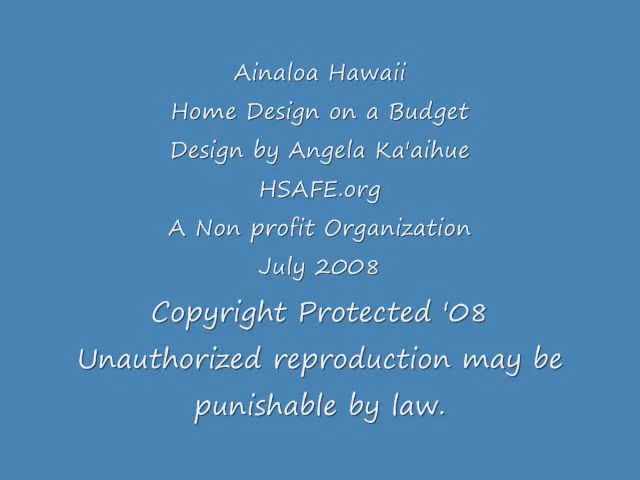 Ainaloa Hawaii
Home Design on a Budget
Design by Angela Ka'aihue
HSAFE.org
A Non profit Organization
July 2008
Copyright Protected '08
Unauthorized reproduction may be
punishable by law.